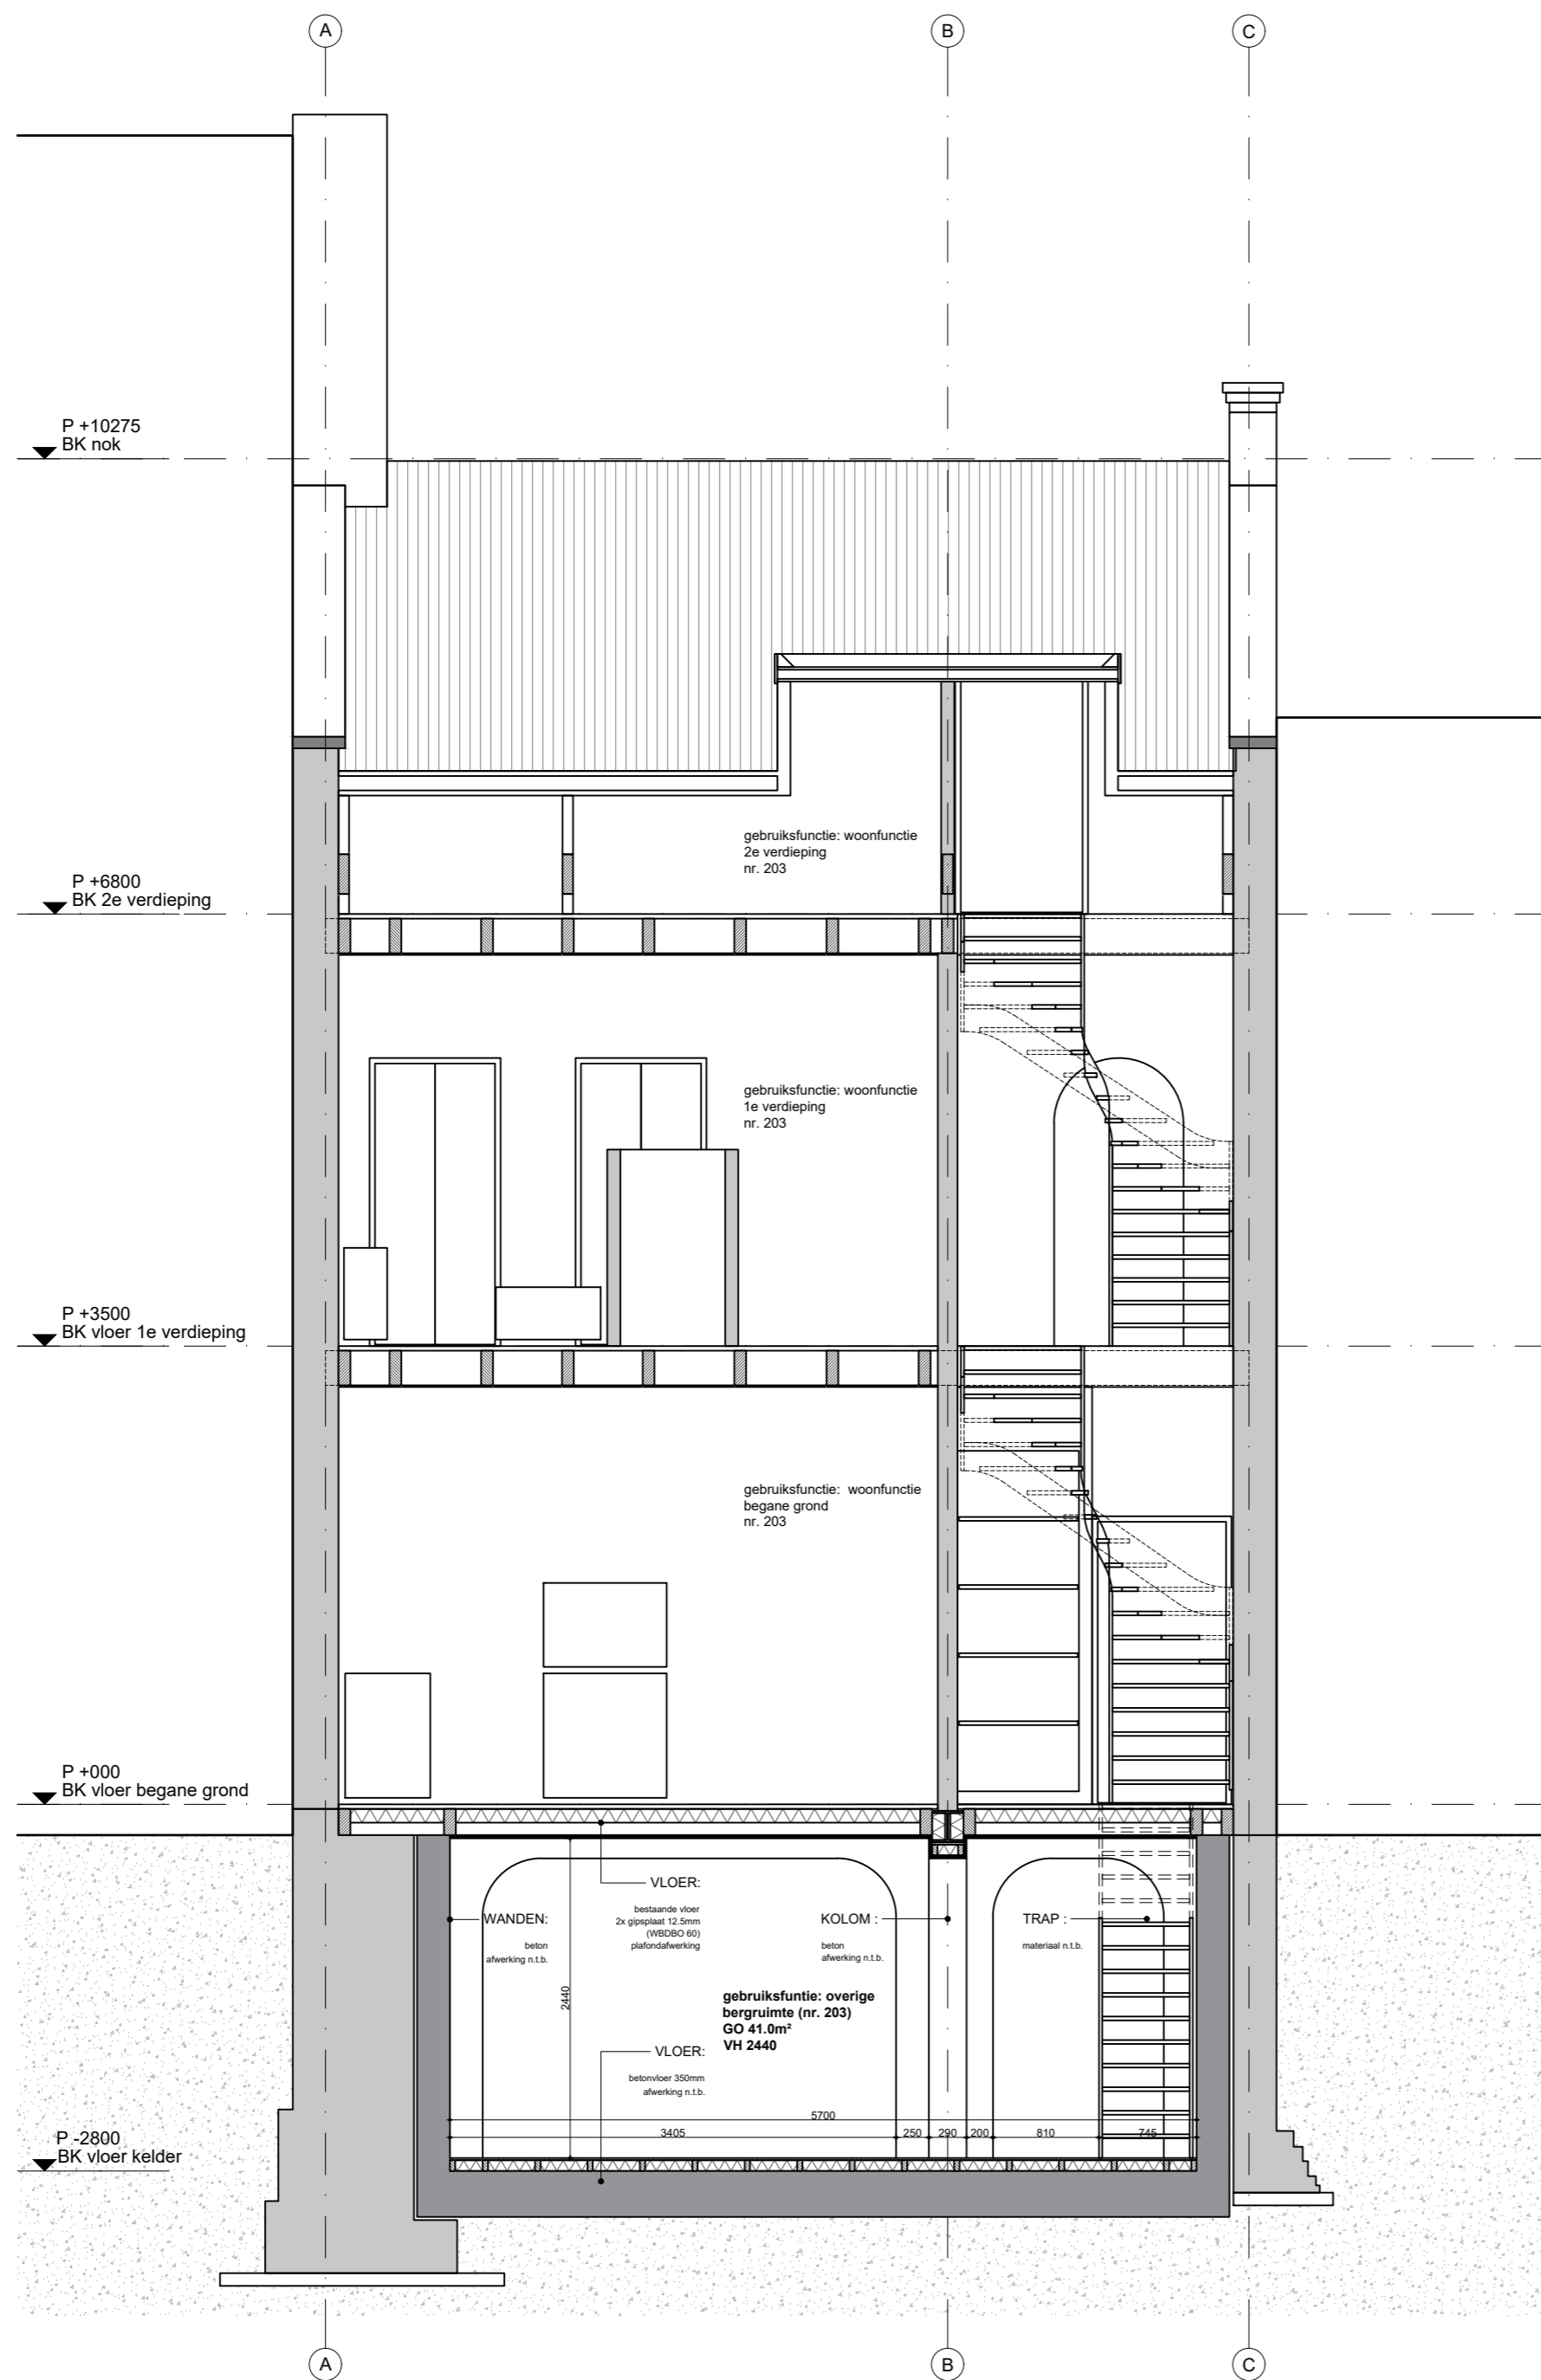 A
B
C
P +10275
BK nok
gebruiksfunctie: woonfunctie
2e verdieping
nr. 203
P +6800
BK 2e verdieping
gebruiksfunctie: woonfunctie
1e verdieping
nr. 203
P +3500
BK vloer 1e verdieping
gebruiksfunctie:  woonfunctie
begane grond
nr. 203
P +000
BK vloer begane grond
VLOER:
bestaande vloer
2x gipsplaat 12.5mm
(WBDBO 60)
plafondafwerking
WANDEN:
beton
afwerking n.t.b.
KOLOM :
beton
afwerking n.t.b.
TRAP :
materiaal n.t.b.
2440
gebruiksfuntie: overige
bergruimte (nr. 203)
GO 41.0m²
VH 2440
VLOER:
betonvloer 350mm
afwerking n.t.b.
5700
3405
250
290
200
810
745
P -2800
BK vloer kelder
A
B
C